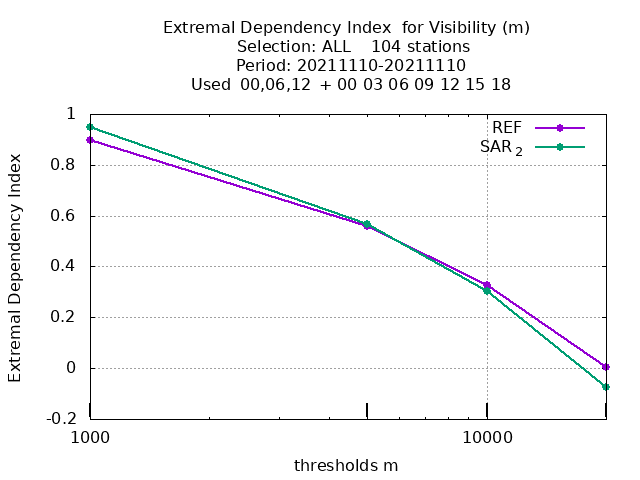 Extremal Dependency Index  for Visibility (m)
Selection: ALL    104 stations
Period: 20211110-20211110
Used  00,06,12  + 00 03 06 09 12 15 18
REF
SAR 2
1
0.8
0.6
0.4
0.2
0
-0.2
Extremal Dependency Index
1000
10000
thresholds m